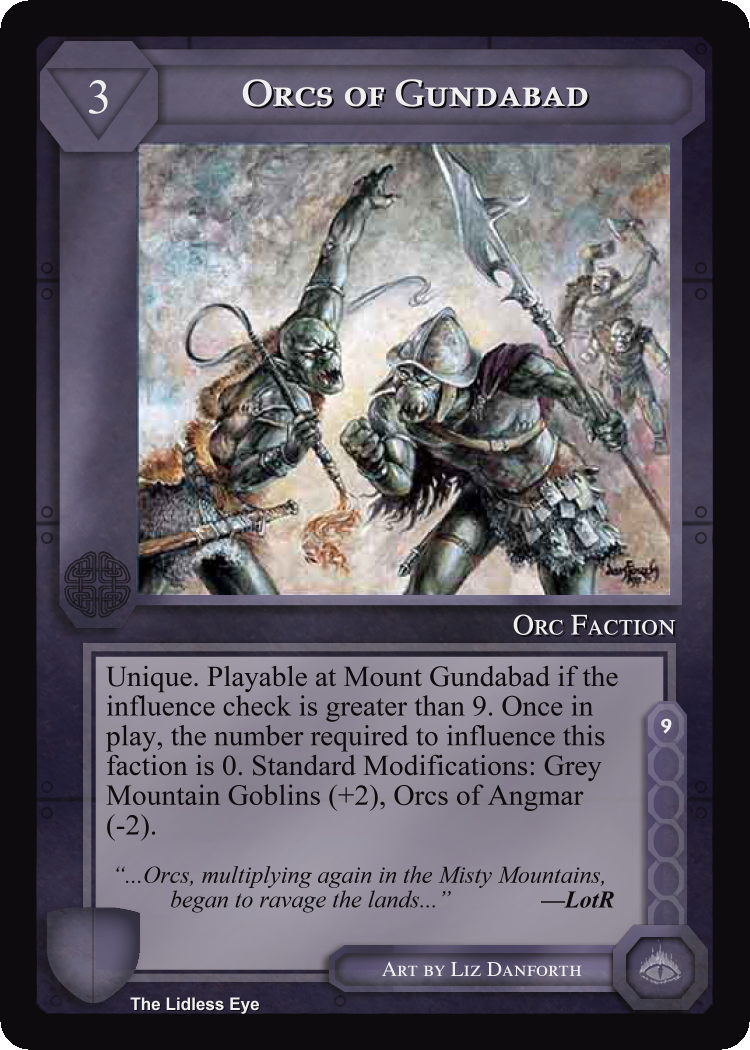 3
Orcs of Gundabad
Orc Faction
Unique. Playable at Mount Gundabad if the
influence check is greater than 9. Once in
play, the number required to influence this
faction is 0. Standard Modifications: Grey
Mountain Goblins (+2), Orcs of Angmar
(-2).
9
“...Orcs, multiplying again in the Misty Mountains,
began to ravage the lands...” —LotR
Art by Liz Danforth
The Lidless Eye